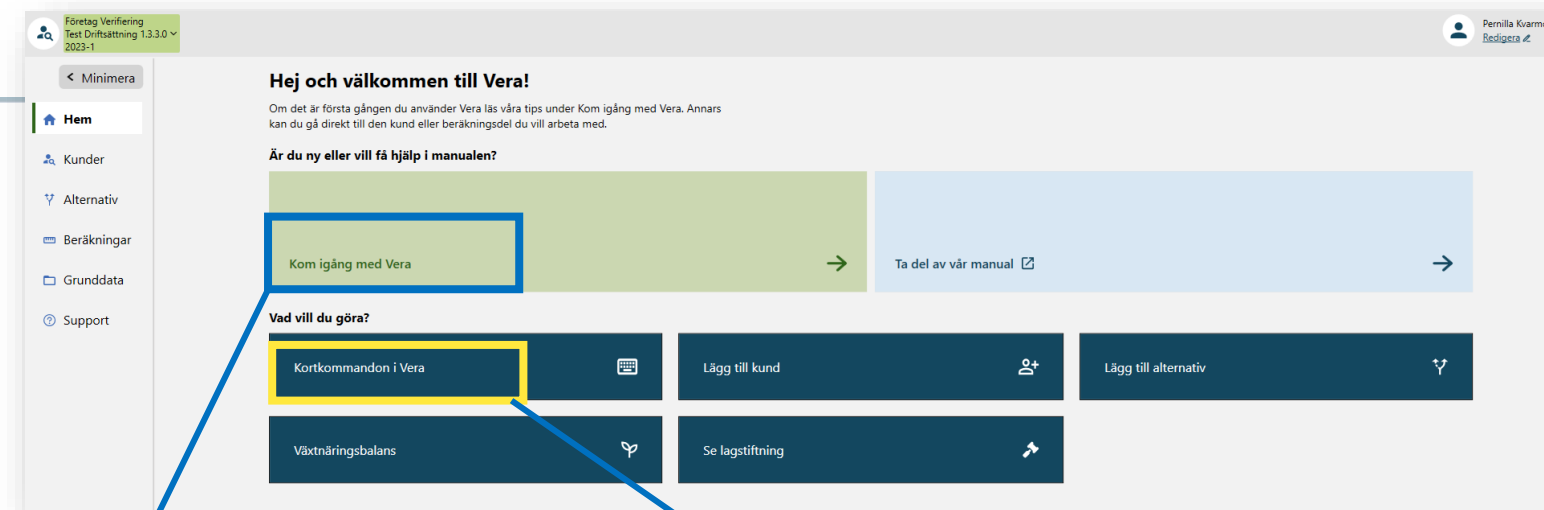 Företag Verifiering
Test Driftsättning 1.3.3.0
2023-1
Pernilla Kvarmo
Redigera
Minimera
Hem
Kunder
Alternativ
Beräkningar
Grunddata
Support
Hej och välkommen till Vera!
Om det är första gången du använder Vera läs våra tips under Kom igång med Vera. Annars
kan du gå direkt till den kund eller beräkningsdel du vill arbeta med.
Är du ny eller vill få hjälp i manualen?
Kom igång med Vera
Ta del av vår manual
Vad vill du göra?
Kortkommandon i Vera
Lägg till kund
Lägg till alternativ
Växtnäringsbalans
Se lagstiftning